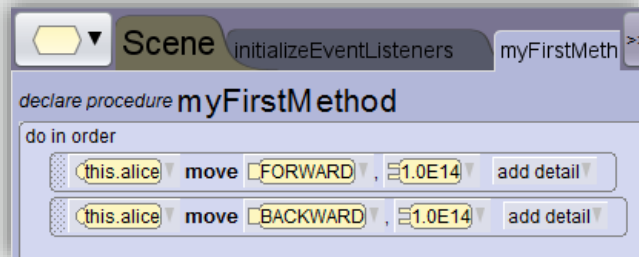 Scene initializeEventListeners myFirstMeth >>
declare procedure myFirstMethod
do in order
this.alice move FORWARD , 1.0E14 add detail
this.alice move BACKWARD , 1.0E14 add detail